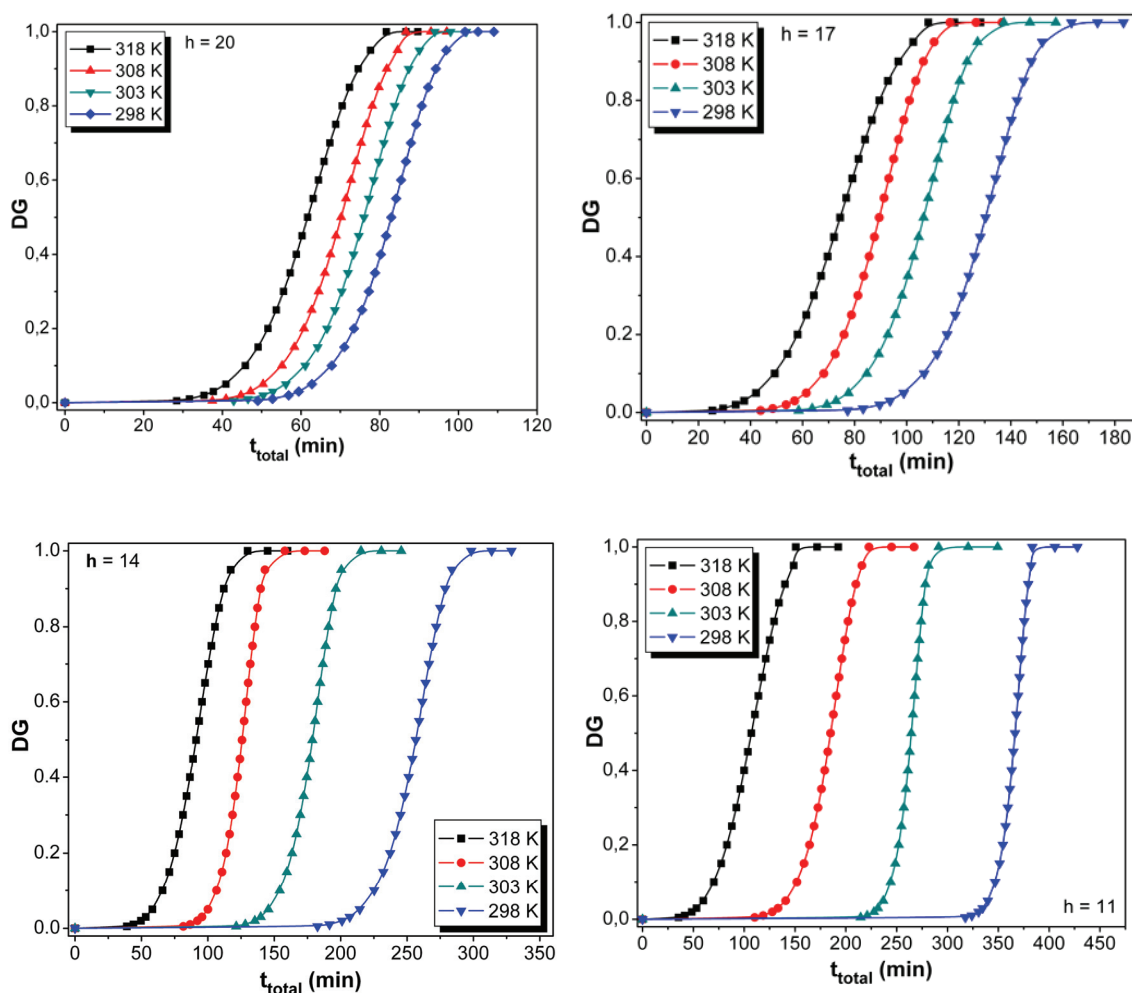 1.0
0.8
0,6
0.4
0.2
0,0
DG
318 K
308 K
303 K
298 K
h = 20
0
20
40
60
80
100
120
t_total (min)
1.0
0.8
0.6
0.4
0.2
0.0
DG
318 K
308 K
303 K
298 K
h = 17
0
20
40
60
80
100
120
140
160
180
t_total (min)
1.0
0.8
0.6
0.4
0.2
0.0
DG
h = 14
318 K
308 K
303 K
298 K
0
50
100
150
200
250
300
350
t_total (min)
1.0
0.8
0.6
0,4
0.2
0.0
DG
318 K
308 K
303 K
298 K
h = 11
0
50
100
150
200
250
300
350
400
450
t_total (min)